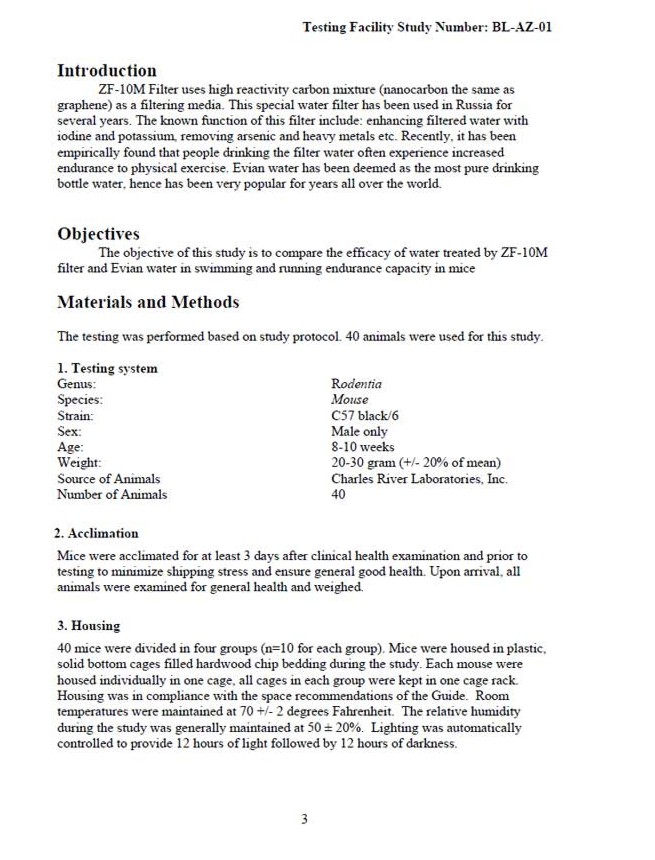 Testing Facility Study Number: BL-AZ-01
Introduction
ZF-10M Filter uses high reactivity carbon mixture (nanocarbon the same as
graphene) as a filtering media. This special water filter has been used in Russia for
several years. The known function of this filter include: enhancing filtered water with
iodine and potassium, removing arsenic and heavy metals etc. Recently, it has been
empirically found that people drinking the filter water often experience increased
endurance to physical exercise. Evian water has been deemed as the most pure drinking
bottle water, hence has been very popular for years all over the world.
Objectives
The objective of this study is to compare the efficacy of water treated by ZF-10M
filter and Evian water in swimming and running endurance capacity in mice
Materials and Methods
The testing was performed based on study protocol. 40 animals were used for this study.
1. Testing system
Genus: Rodentia
Species: Mouse
Strain: C57 black/6
Sex: Male only
Age: 8-10 weeks
Weight: 20-30 gram (+/- 20% of mean)
Source of Animals Charles River Laboratories, Inc.
Number of Animals 40
2. Acclimation
Mice were acclimated for at least 3 days after clinical health examination and prior to
testing to minimize shipping stress and ensure general good health. Upon arrival, all
animals were examined for general health and weighed.
3. Housing
40 mice were divided in four groups (n=10 for each group). Mice were housed in plastic,
solid bottom cages filled hardwood chip bedding during the study. Each mouse were
housed individually in one cage, all cages in each group were kept in one cage rack.
Housing was in compliance with the space recommendations of the Guide. Room
temperatures were maintained at 70 +/- 2 degrees Fahrenheit. The relative humidity
during the study was generally maintained at 50 ± 20%. Lighting was automatically
controlled to provide 12 hours of light followed by 12 hours of darkness.
3